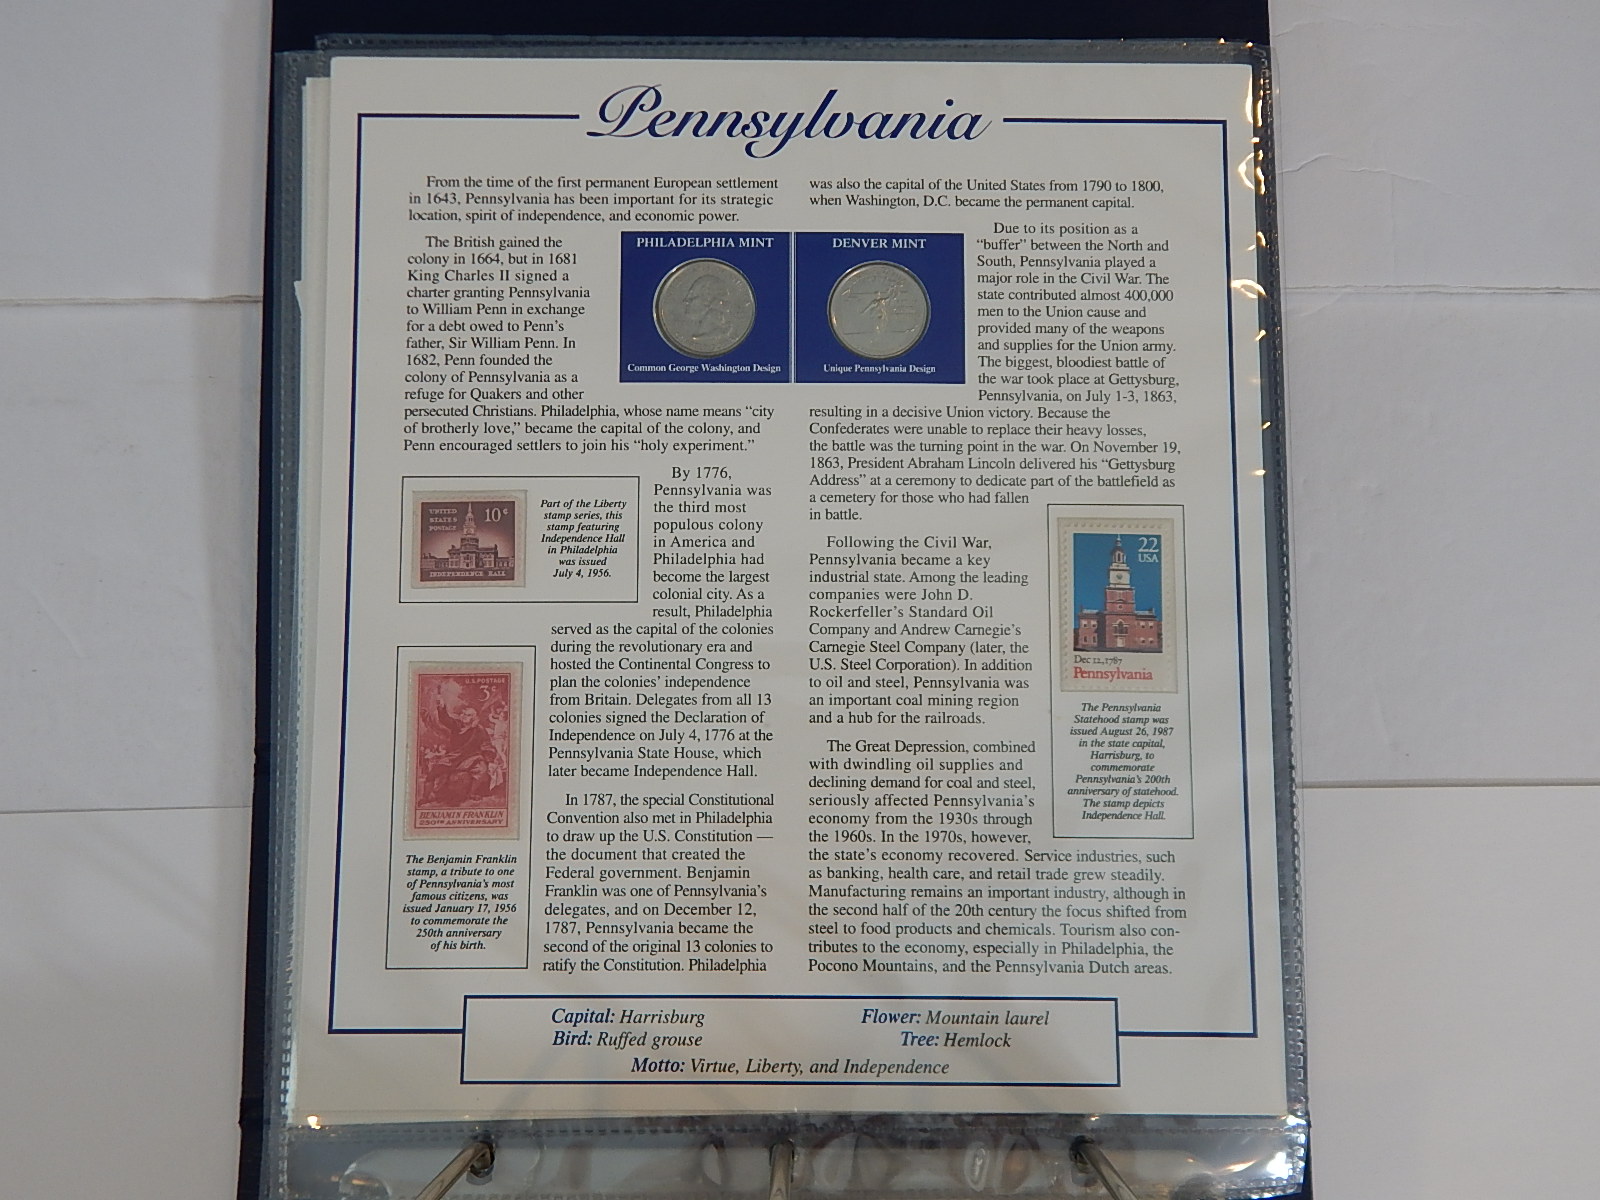 Pennsylvania
From the time of the first permanent European settlement
in 1643, Pennsylvania has been important for its strategic
location, spirit of independence, and economic power.
The British gained the
colony in 1664, but in 1681
King Charles II signed a
charter granting Pennsylvania
to William Penn in exchange
for a debt owed to Penn's
father, Sir William Penn. In
1682, Penn founded the
colony of Pennsylvania as a
refuge for Quakers and other
persecuted Christians. Philadelphia, whose name means "city
of brotherly love," became the capital of the colony, and
Penn encouraged settlers to join his "holy experiment."
PHILADELPHIA MINT
Common George Washington Design
DENVER MINT
Unique Pennsylvania Design
UNITED
STATES
POSTAGE
10¢
INDEPENDENCE HALL
Part of the Liberty
stamp series, this
stamp featuring
Independence Hall
in Philadelphia
was issued
July 4, 1956.
By 1776,
Pennsylvania was
the third most
populous colony
in America and
Philadelphia had
become the largest
colonial city. As a
result, Philadelphia
served as the capital of the colonies
during the revolutionary era and
hosted the Continental Congress to
plan the colonies' independence
from Britain. Delegates from all 13
colonies signed the Declaration of
Independence on July 4, 1776 at the
Pennsylvania State House, which
later became Independence Hall.
U.S. POSTAGE
3¢
BENJAMIN FRANKLIN
250TH ANNIVERSARY
The Benjamin Franklin
stamp, a tribute to one
of Pennsylvania's most
famous citizens, was
issued January 17, 1956
to commemorate the
250th anniversary
of his birth.
In 1787, the special Constitutional
Convention also met in Philadelphia
to draw up the U.S. Constitution —
the document that created the
Federal government. Benjamin
Franklin was one of Pennsylvania's
delegates, and on December 12,
1787, Pennsylvania became the
second of the original 13 colonies to
ratify the Constitution. Philadelphia
was also the capital of the United States from 1790 to 1800,
when Washington, D.C. became the permanent capital.
Due to its position as a
"buffer" between the North and
South, Pennsylvania played a
major role in the Civil War. The
state contributed almost 400,000
men to the Union cause and
provided many of the weapons
and supplies for the Union army.
The biggest, bloodiest battle of
the war took place at Gettysburg,
Pennsylvania, on July 1-3, 1863,
resulting in a decisive Union victory. Because the
Confederates were unable to replace their heavy losses,
the battle was the turning point in the war. On November 19,
1863, President Abraham Lincoln delivered his "Gettysburg
Address" at a ceremony to dedicate part of the battlefield as
a cemetery for those who had fallen
in battle.
Following the Civil War,
Pennsylvania became a key
industrial state. Among the leading
companies were John D.
Rockerfeller's Standard Oil
Company and Andrew Carnegie's
Carnegie Steel Company (later, the
U.S. Steel Corporation). In addition
to oil and steel, Pennsylvania was
an important coal mining region
and a hub for the railroads.
22
USA
Dec 12, 1787
Pennsylvania
The Pennsylvania
Statehood stamp was
issued August 26, 1987
in the state capital,
Harrisburg, to
commemorate
Pennsylvania's 200th
anniversary of statehood.
The stamp depicts
Independence Hall.
The Great Depression, combined
with dwindling oil supplies and
declining demand for coal and steel,
seriously affected Pennsylvania's
economy from the 1930s through
the 1960s. In the 1970s, however,
the state's economy recovered. Service industries, such
as banking, health care, and retail trade grew steadily.
Manufacturing remains an important industry, although in
the second half of the 20th century the focus shifted from
steel to food products and chemicals. Tourism also con-
tributes to the economy, especially in Philadelphia, the
Pocono Mountains, and the Pennsylvania Dutch areas.
Capital: Harrisburg
Flower: Mountain laurel
Bird: Ruffed grouse
Tree: Hemlock
Motto: Virtue, Liberty, and Independence